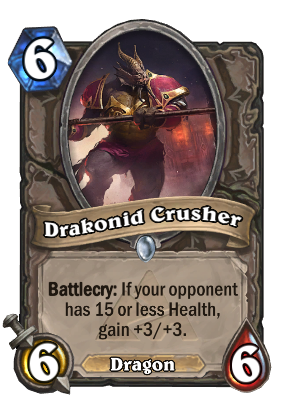 6
Drakonid Crusher
Battlecry: If your opponent
has 15 or less Health,
gain +3/+3.
6
Dragon
6